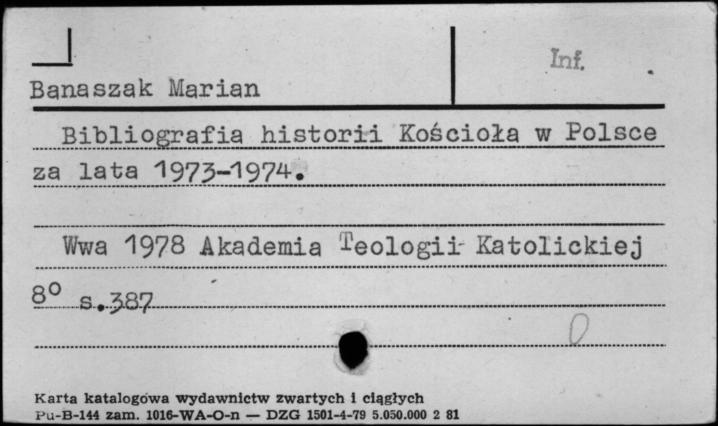 Inf.
Banaszak Marian
Bibliografia historii Kościoła w Polsce
za lata 1973-1974.
Wwa 1978 Akademia Teologii Katolickiej
8° s.387
0
Karta katalogowa wydawnictw zwartych i ciągłych
Pu-B-144 zam. 1016-WA-O-n — DZG 1501-4-79 5.050.000 2 81